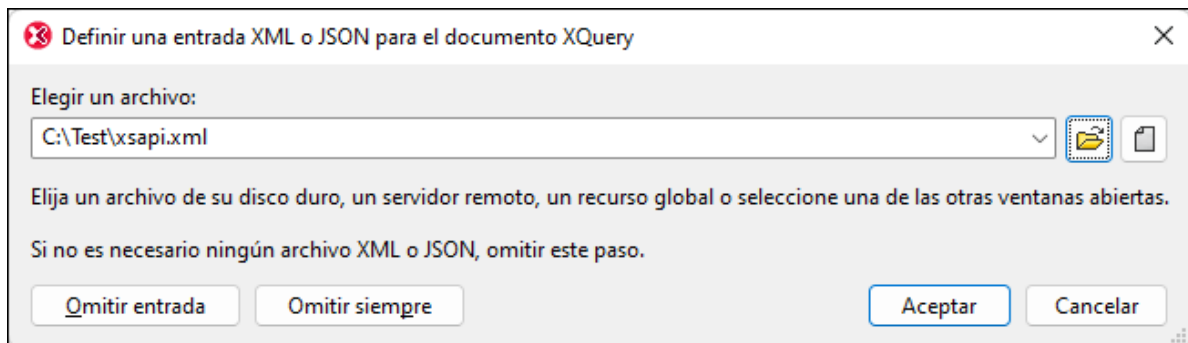 Definir una entrada XML o JSON para el documento XQuery
Elegir un archivo:
C:\Test\xsapi.xml
Elija un archivo de su disco duro, un servidor remoto, un recurso global o seleccione una de las otras ventanas abiertas.
Si no es necesario ningún archivo XML o JSON, omitir este paso.
Omitir entrada Omitir siempre Aceptar Cancelar